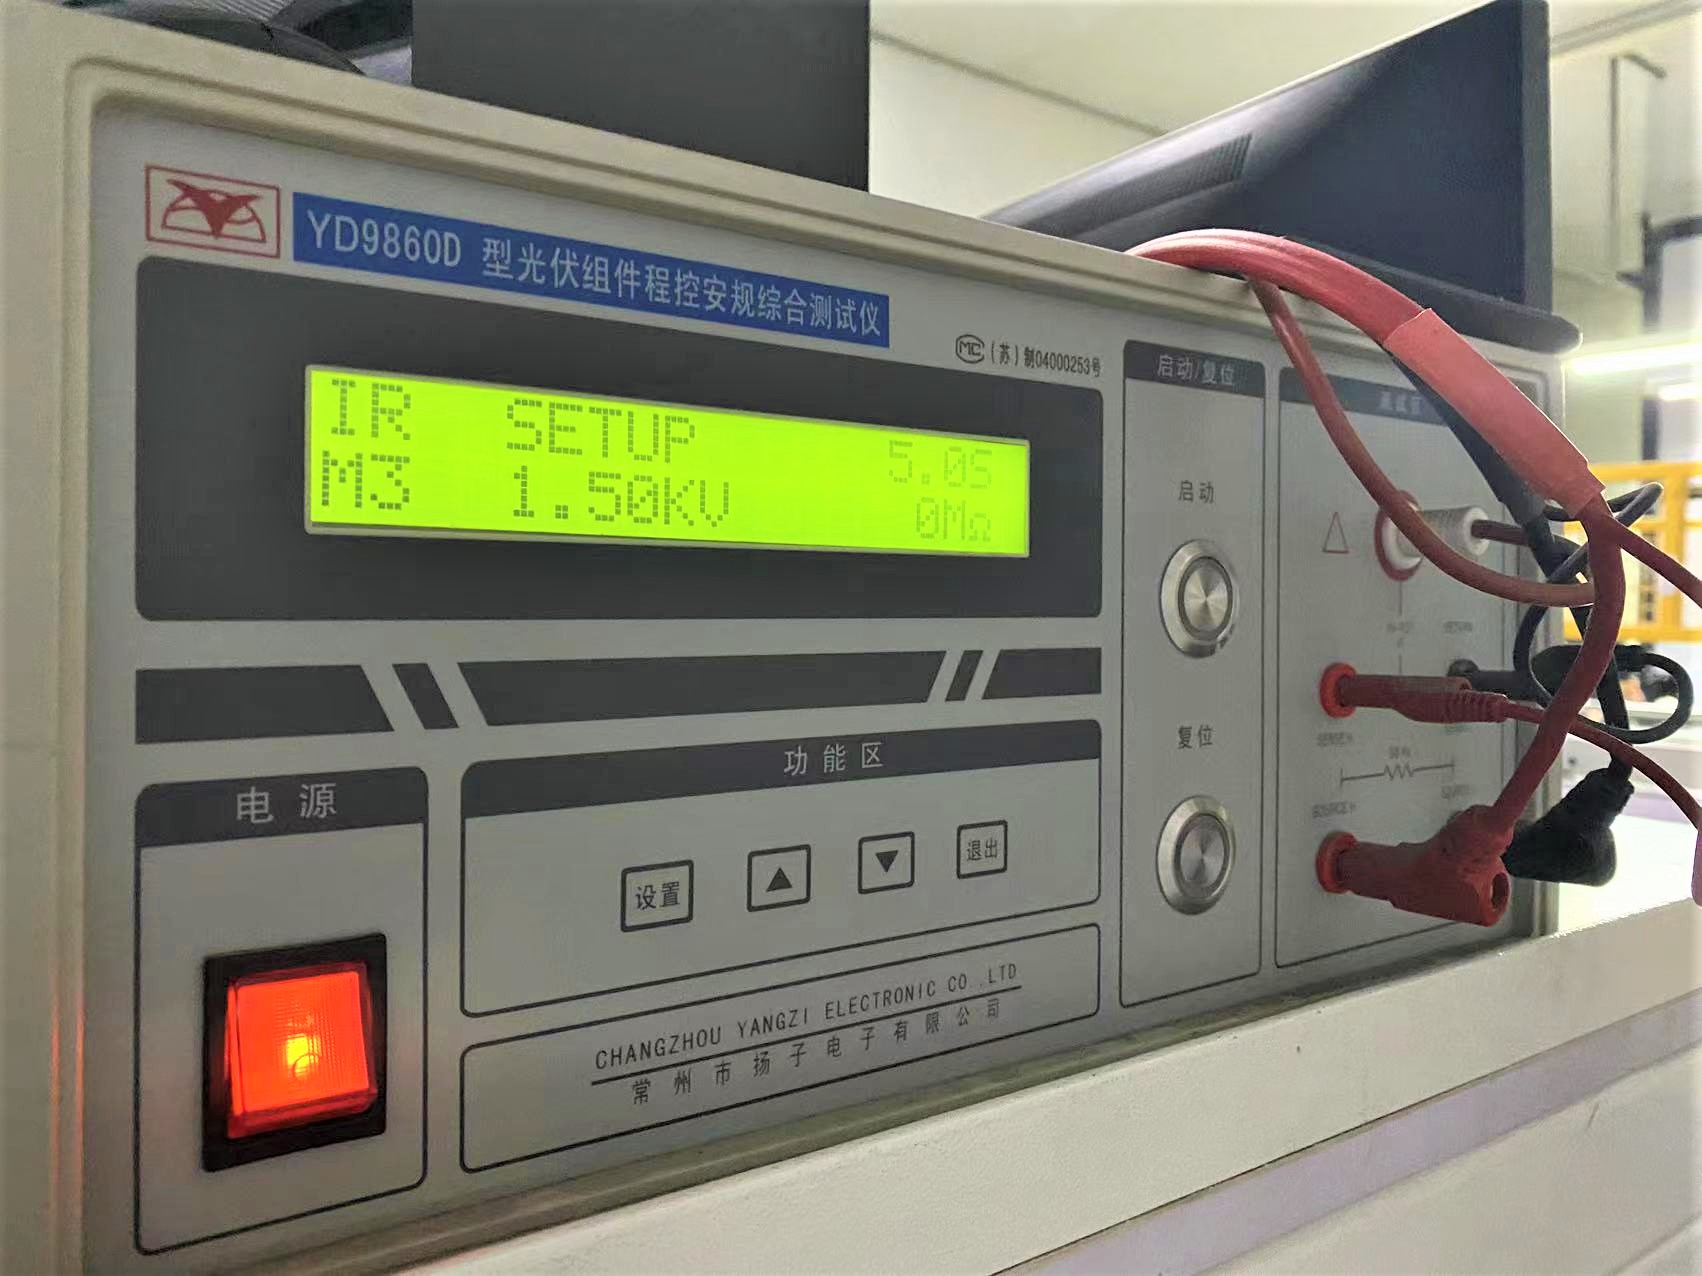 YD9860D 型光伏组件程控安规综合测试仪
MC (苏)制04000253号
IR SETUP 5.0S
M3 1.50KV 0MΩ
启动/复位
启动
复位
电源
功能区
设置
退出
CHANGZHOU YANGZI ELECTRONIC CO.,LTD
常州市扬子电子有限公司